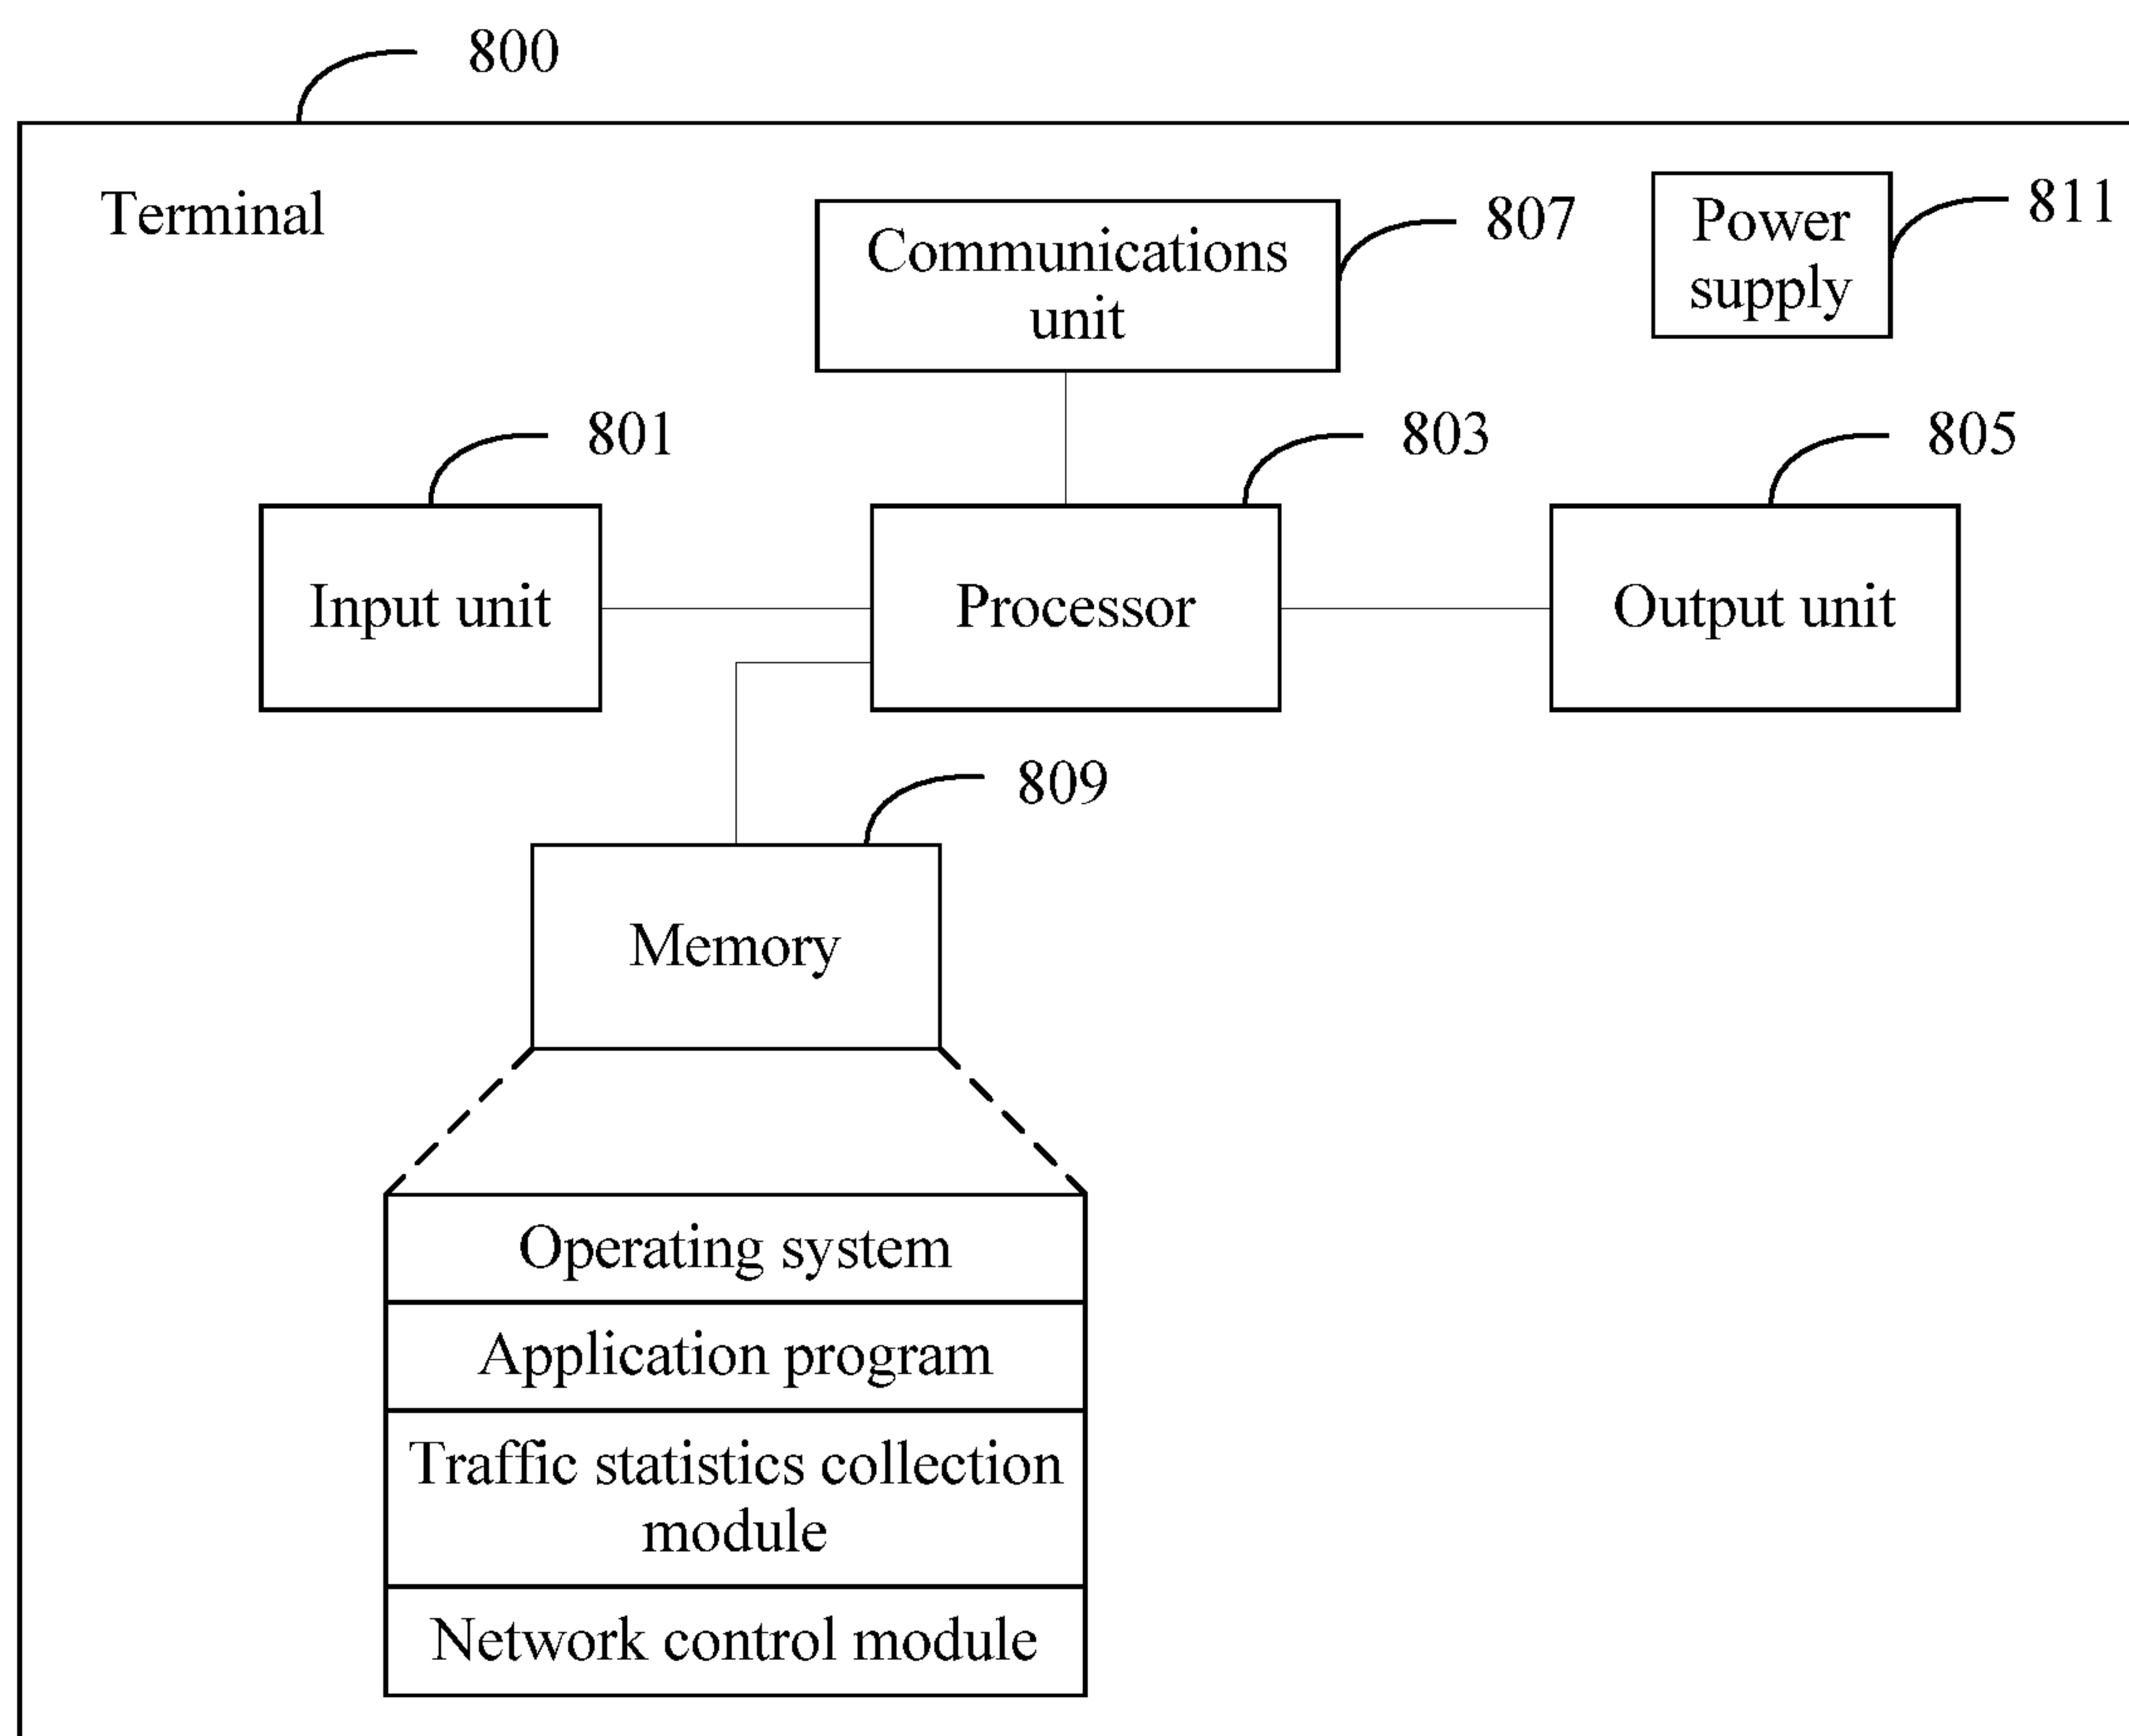 800
Terminal
Communications
unit
807
Power
supply
811
801
803
805
Input unit
Processor
Output unit
809
Memory
Operating system
Application program
Traffic statistics collection
module
Network control module